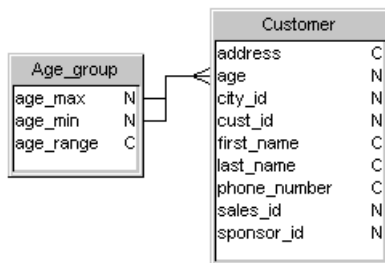 Age_group
age_max N
age_min N
age_range C
Customer
address C
age N
city_id N
cust_id N
first_name C
last_name C
phone_number C
sales_id N
sponsor_id N